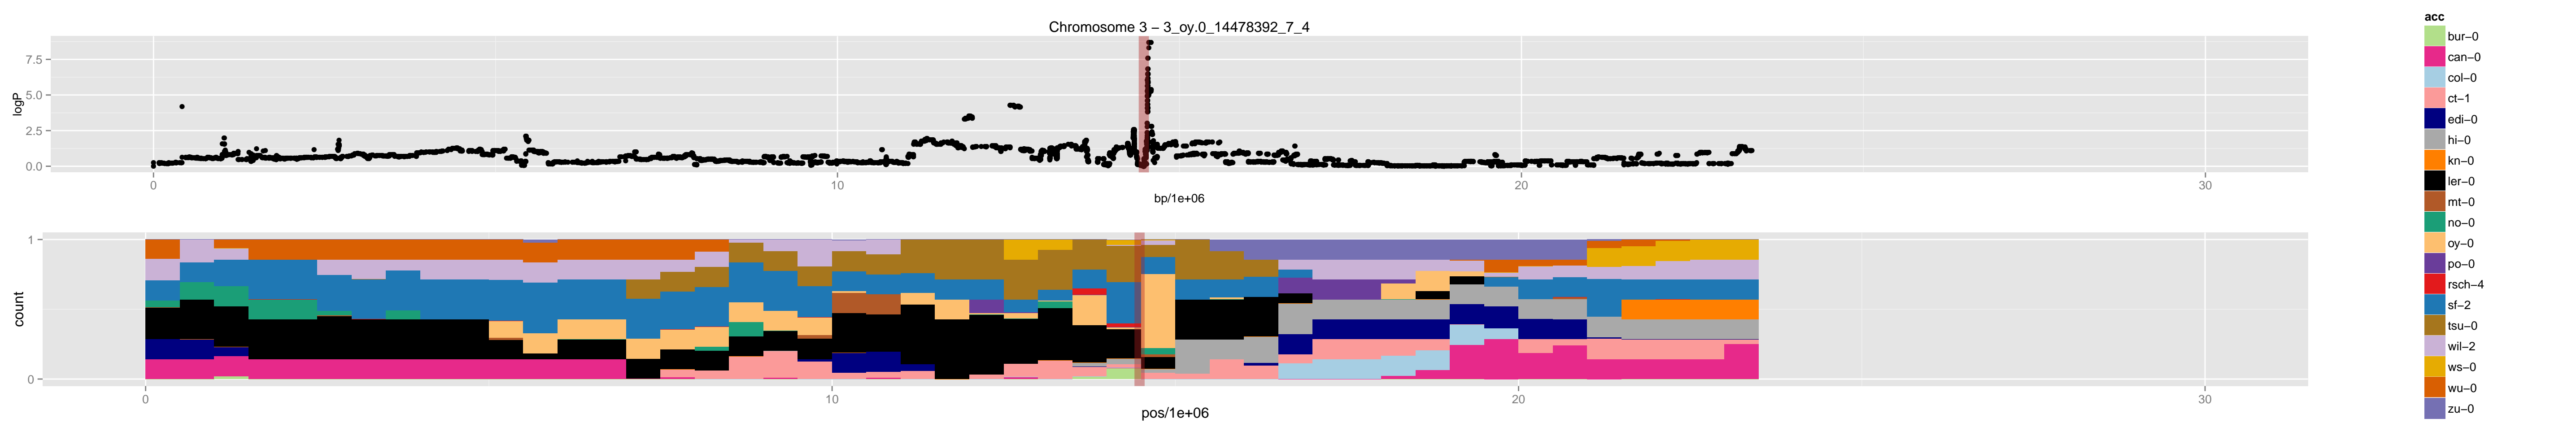 Chromosome 3 − 3_oy.0_14478392_7_4
logP
7.5
5.0
2.5
0.0
0 10 20 30
bp/1e+06
count
1
0
0 10 20 30
pos/1e+06
acc
bur−0
can−0
col−0
ct−1
edi−0
hi−0
kn−0
ler−0
mt−0
no−0
oy−0
po−0
rsch−4
sf−2
tsu−0
wil−2
ws−0
wu−0
zu−0